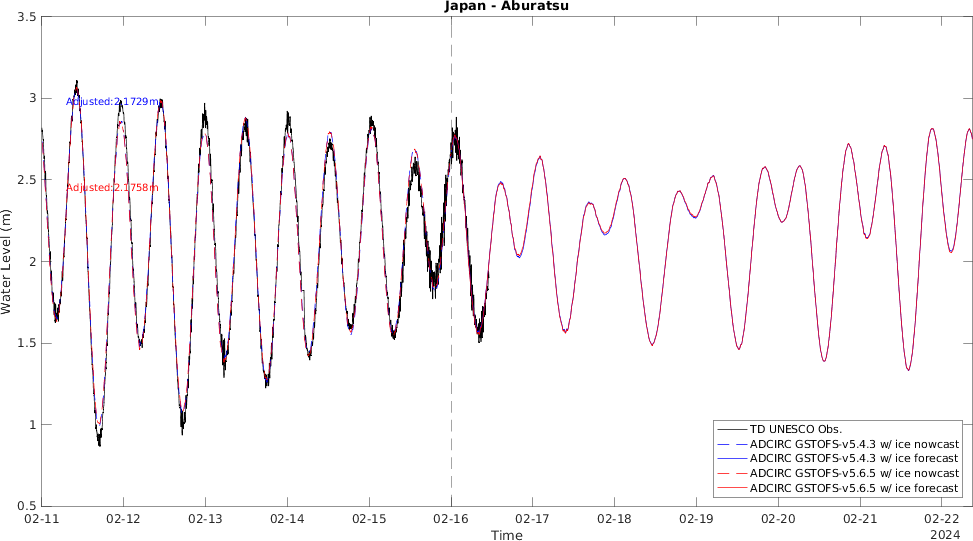 Japan - Aburatsu
3.5
3
2.5
2
1.5
1
0.5
Water Level (m)
Adjusted:2.1729m
Adjusted:2.1758m
TD UNESCO Obs.
ADCIRC GSTOFS-v5.4.3 w/ ice nowcast
ADCIRC GSTOFS-v5.4.3 w/ ice forecast
ADCIRC GSTOFS-v5.6.5 w/ ice nowcast
ADCIRC GSTOFS-v5.6.5 w/ ice forecast
02-11 02-12 02-13 02-14 02-15 02-16 02-17 02-18 02-19 02-20 02-21 02-22
Time
2024